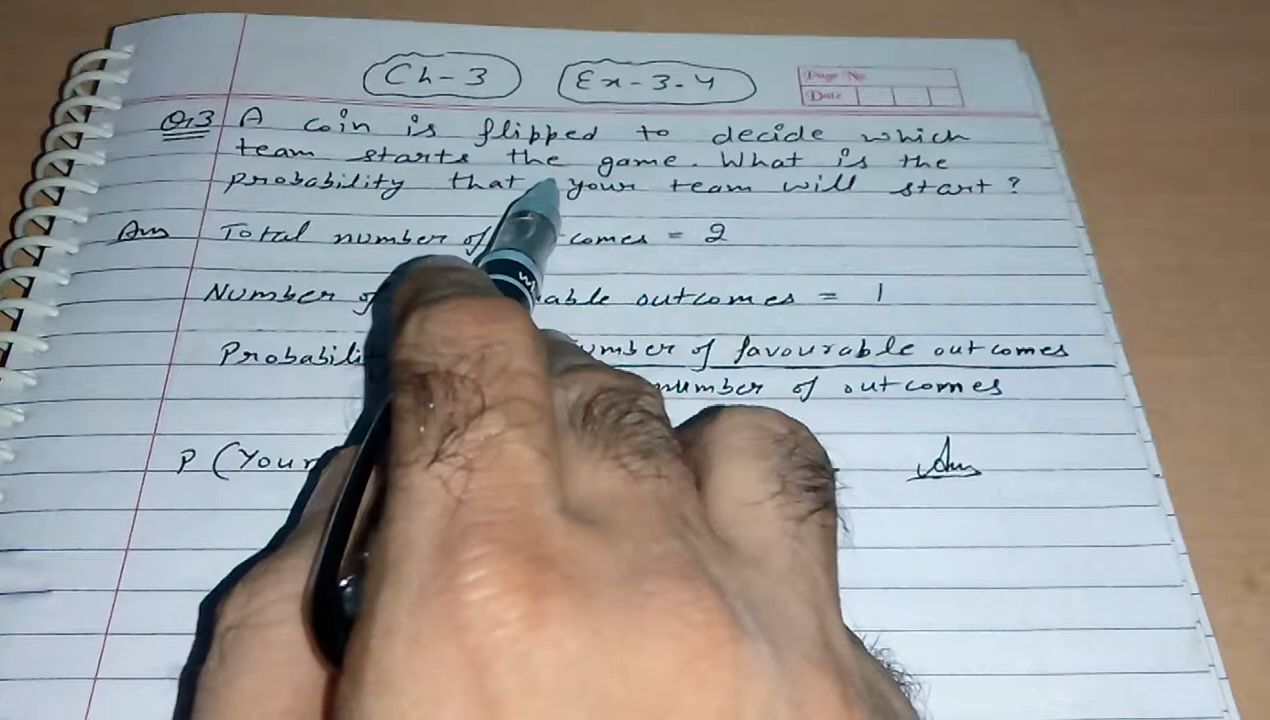 Ch-3 Ex-3.4
Page No.
Date
Q.3 A coin is flipped to decide which
team starts the game. What is the
probability that your team will start?
Ans Total number of comes = 2
Number of able outcomes = 1
Probabili umber of favourable outcomes
number of outcomes
P (Your Ans